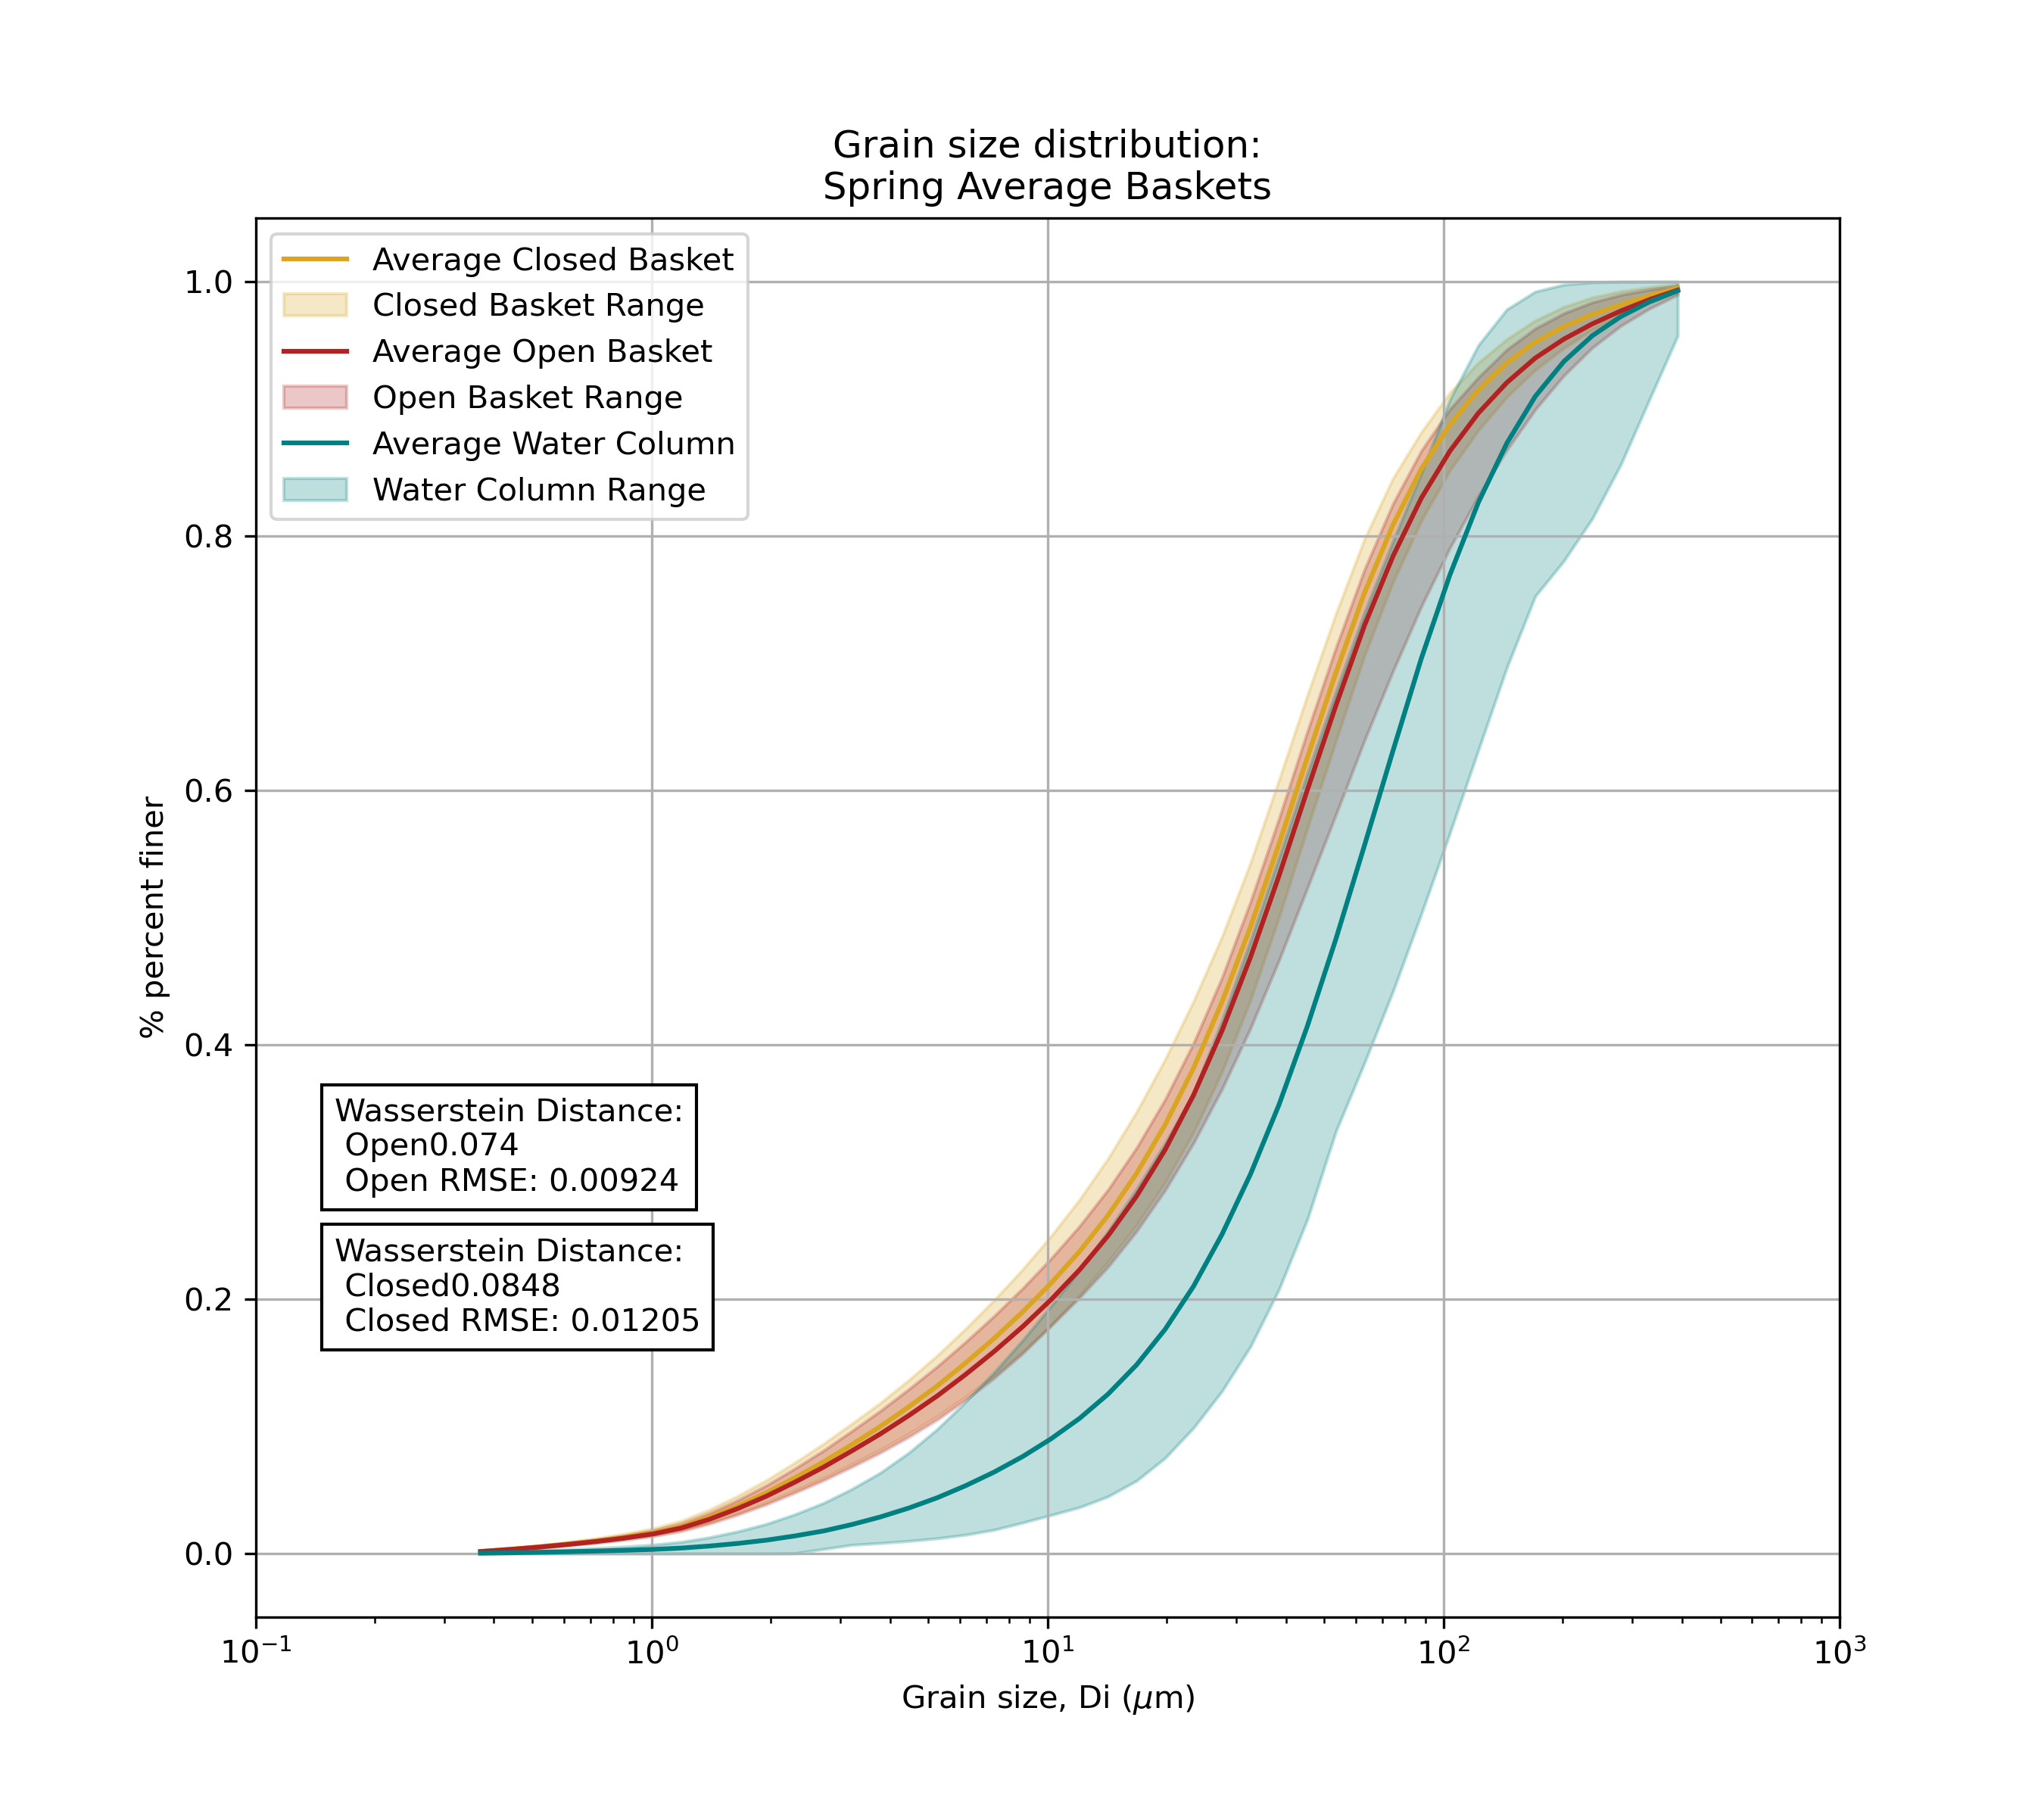 Grain size distribution:
Spring Average Baskets
Average Closed Basket
Closed Basket Range
Average Open Basket
Open Basket Range
Average Water Column
Water Column Range
1.0
0.8
0.6
0.4
0.2
0.0
% percent finer
Wasserstein Distance:
Open0.074
Open RMSE: 0.00924
Wasserstein Distance:
Closed0.0848
Closed RMSE: 0.01205
10⁻¹ 10⁰ 10¹ 10² 10³
Grain size, Di (μm)